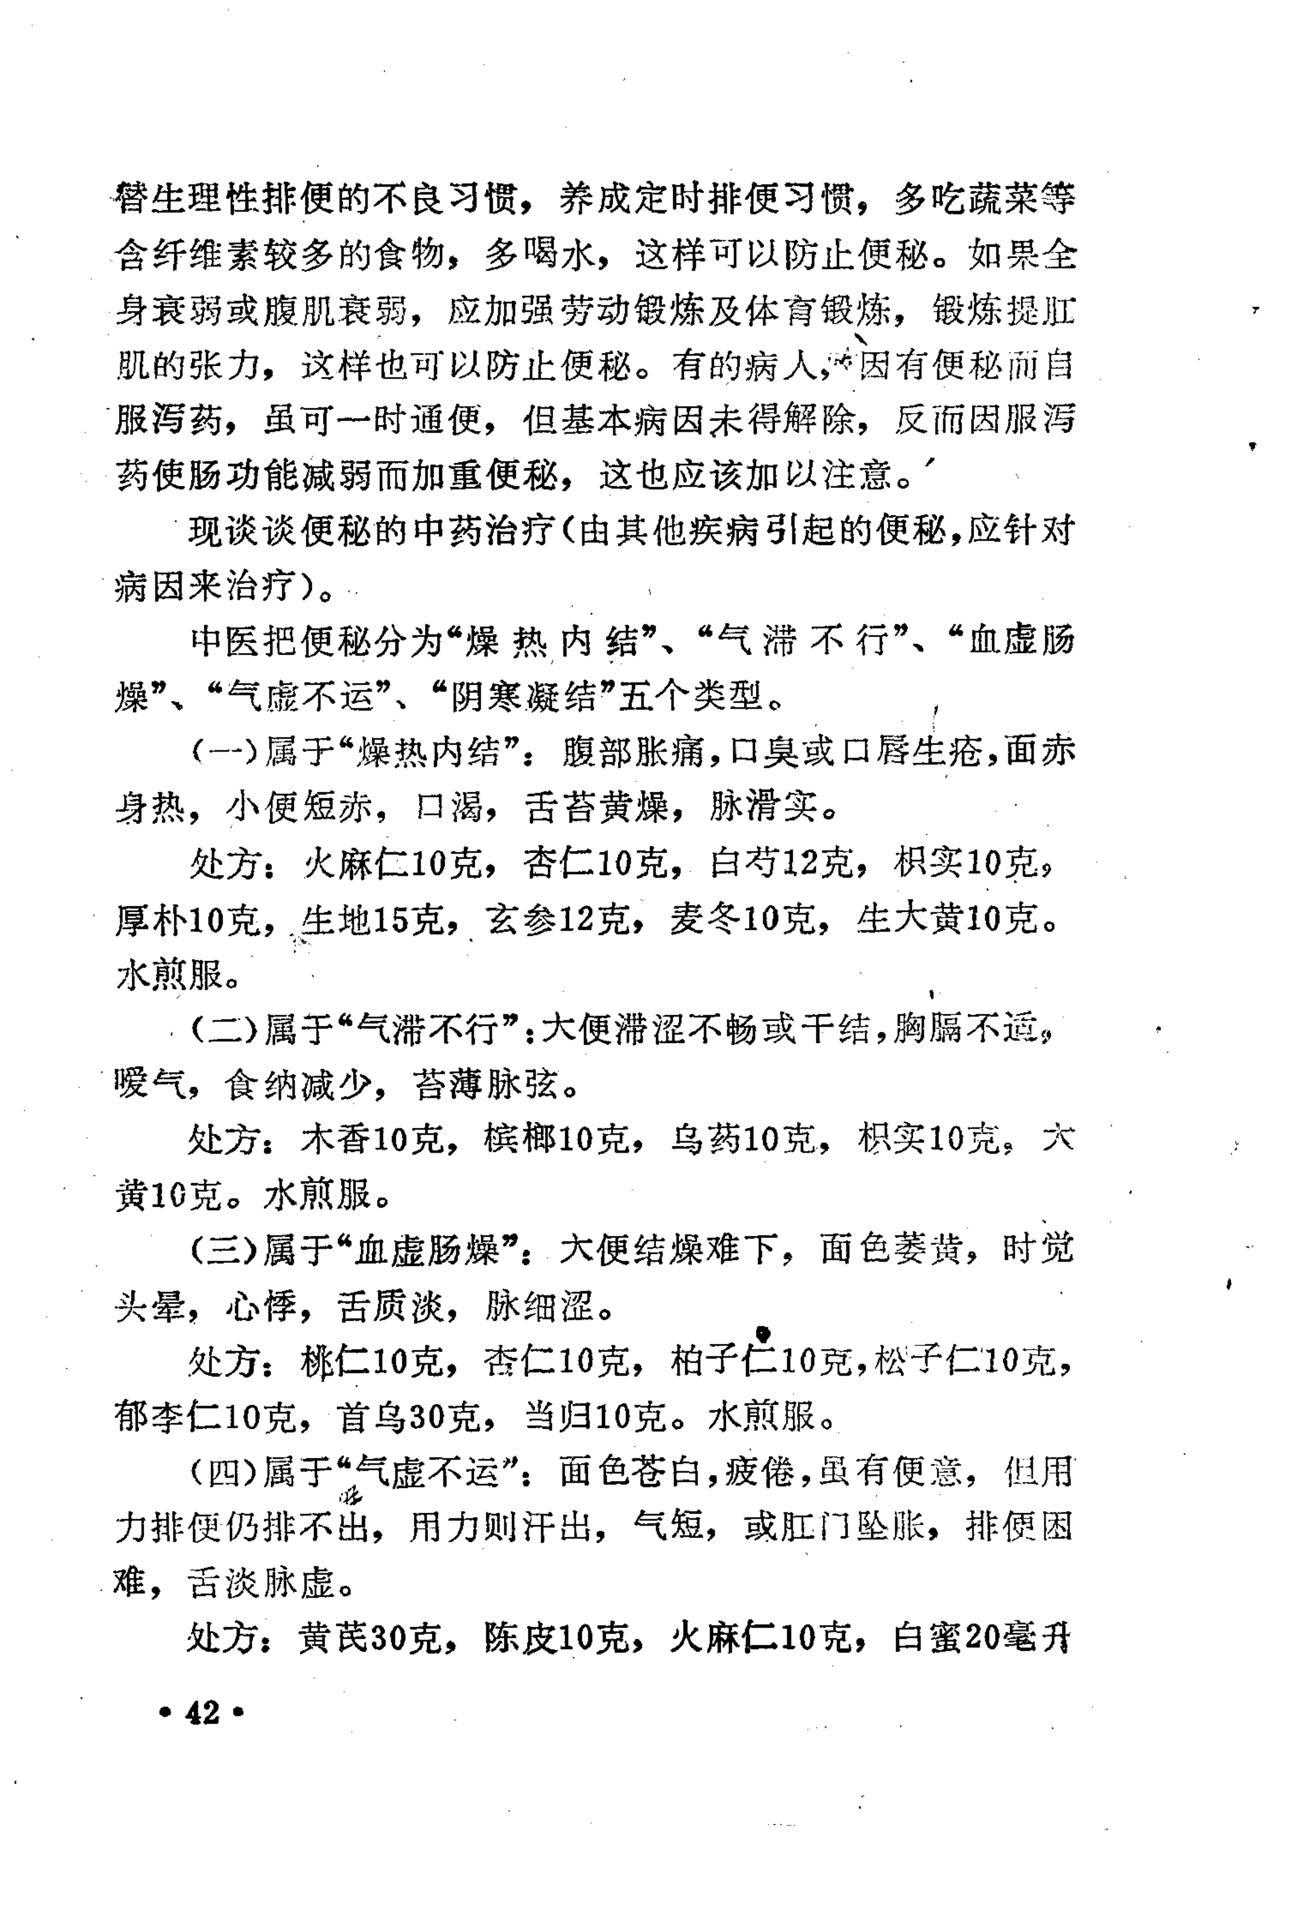 替生理性排便的不良习惯，养成定时排便习惯，多吃蔬菜等
含纤维素较多的食物，多喝水，这样可以防止便秘。如果全
身衰弱或腹肌衰弱，应加强劳动锻炼及体育锻炼，锻炼提肛
肌的张力，这样也可以防止便秘。有的病人，因有便秘而自
服泻药，虽可一时通便，但基本病因未得解除，反而因服泻
药使肠功能减弱而加重便秘，这也应该加以注意。
现谈谈便秘的中药治疗(由其他疾病引起的便秘，应针对
病因来治疗)。
中医把便秘分为“燥热内结”、“气滞不行”、“血虚肠
燥”、“气虚不运”、“阴寒凝结”五个类型。
(一)属于“燥热内结”：腹部胀痛，口臭或口唇生疮，面赤
身热，小便短赤，口渴，舌苔黄燥，脉滑实。
处方：火麻仁10克，杏仁10克，白芍12克，枳实10克，
厚朴10克，生地15克，玄参12克，麦冬10克，生大黄10克。
水煎服。
(二)属于“气滞不行”：大便滞涩不畅或干结，胸膈不适，
嗳气，食纳减少，苔薄脉弦。
处方：木香10克，槟榔10克，乌药10克，枳实10克，大
黄10克。水煎服。
(三)属于“血虚肠燥”：大便结燥难下，面色萎黄，时觉
头晕，心悸，舌质淡，脉细涩。
处方：桃仁10克，杏仁10克，柏子仁10克，松子仁10克，
郁李仁10克，首乌30克，当归10克。水煎服。
(四)属于“气虚不运”：面色苍白，疲倦，虽有便意，但用
力排便仍排不出，用力则汗出，气短，或肛门坠胀，排便困
难，舌淡脉虚。
处方：黄芪30克，陈皮10克，火麻仁10克，白蜜20毫升
•42•